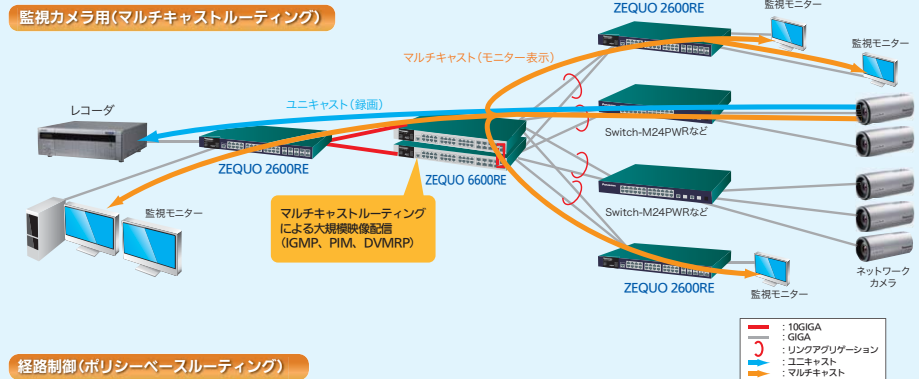 監視カメラ用（マルチキャストルーティング）
ZEQUO 2600RE
監視モニター
監視モニター
マルチキャスト（モニター表示）
レコーダ
ユニキャスト（録画）
Switch-M24PWRなど
ZEQUO 2600RE
ZEQUO 6600RE
マルチキャストルーティング
による大規模映像配信
（IGMP、PIM、DVMRP）
監視モニター
Switch-M24PWRなど
ネットワーク
カメラ
ZEQUO 2600RE
監視モニター
：10GIGA
：GIGA
：リンクアグリゲーション
：ユニキャスト
：マルチキャスト
経路制御（ポリシーベースルーティング）